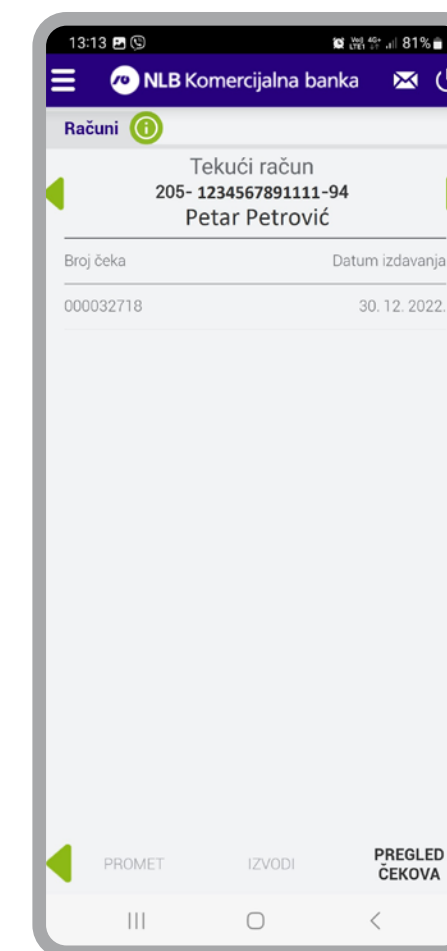 13:13 81%
NLB Komercijalna banka
Računi
Tekući račun
205- 1234567891111-94
Petar Petrović
Broj čeka Datum izdavanja
000032718 30. 12. 2022.
PROMET IZVODI PREGLED
ČEKOVA